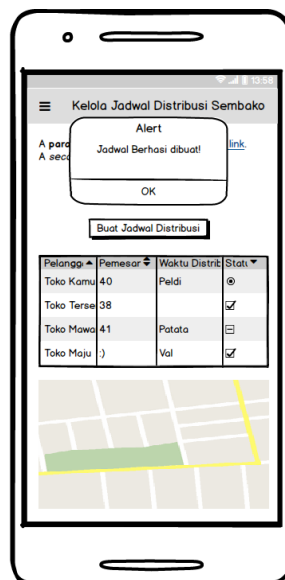 13:58
Kelola Jadwal Distribusi Sembako
Alert
A para link.
Jadwal Berhasi dibuat!
A seco
OK
Buat Jadwal Distribusi
Pelangga Pemesar Waktu Distrib Statu
Toko Kamu 40 Peldi
Toko Terse 38
Toko Mawa 41 Patata
Toko Maju :) Val